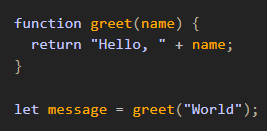 function greet(name) {
  return "Hello, " + name;
}

let message = greet("World");